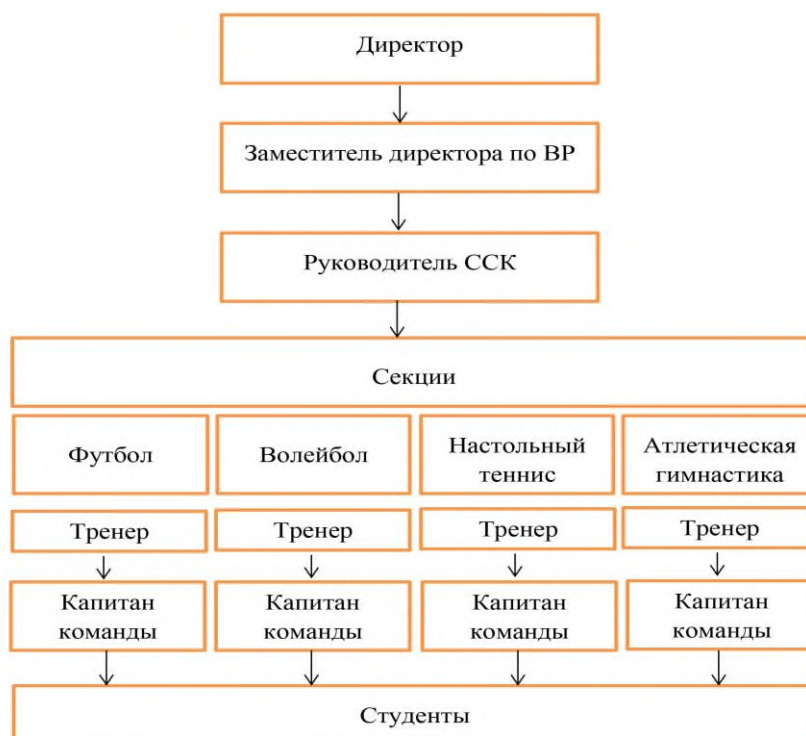 Директор
Заместитель директора по ВР
Руководитель ССК
Секции
Футбол
Волейбол
Настольный
теннис
Атлетическая
гимнастика
Тренер
Тренер
Тренер
Тренер
Капитан
команды
Капитан
команды
Капитан
команды
Капитан
команды
Студенты